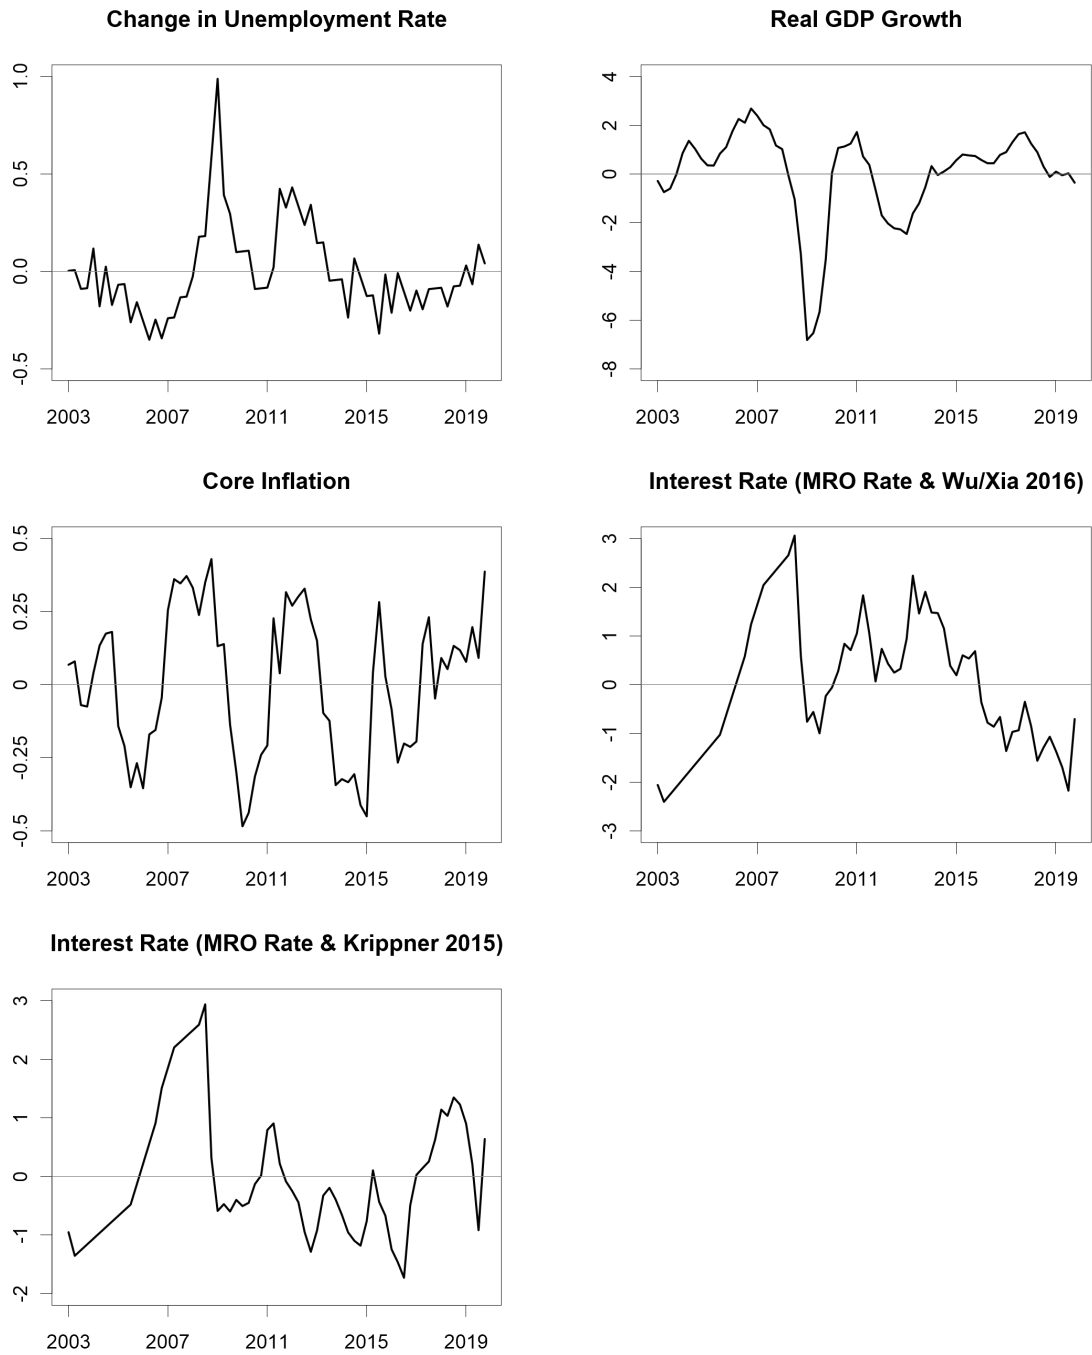 Change in Unemployment Rate
1.0
0.5
0.0
-0.5
2003 2007 2011 2015 2019
Real GDP Growth
4
2
0
-2
-4
-6
-8
2003 2007 2011 2015 2019
Core Inflation
0.5
0.25
0
-0.25
-0.5
2003 2007 2011 2015 2019
Interest Rate (MRO Rate & Wu/Xia 2016)
3
2
1
0
-1
-2
-3
2003 2007 2011 2015 2019
Interest Rate (MRO Rate & Krippner 2015)
3
2
1
0
-1
-2
2003 2007 2011 2015 2019